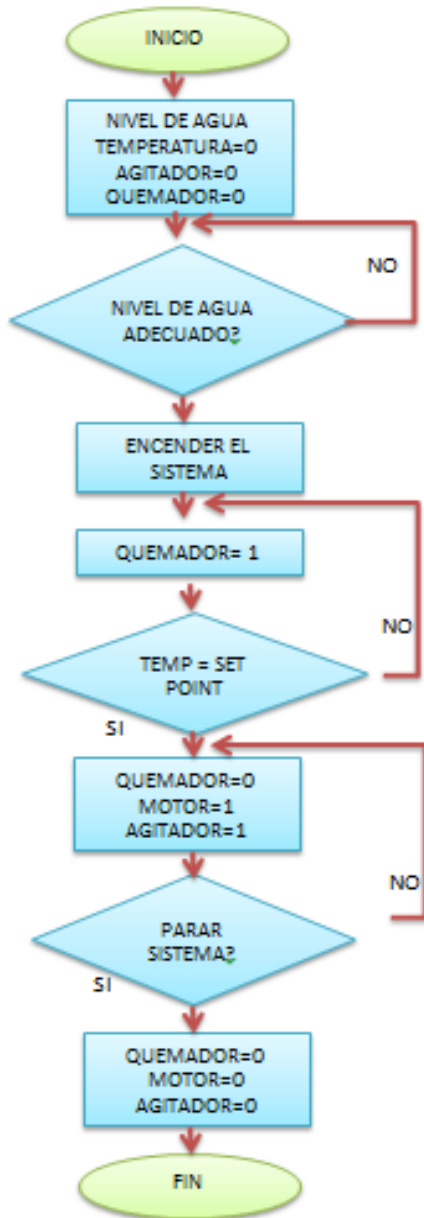 INICIO
NIVEL DE AGUA
TEMPERATURA=0
AGITADOR=0
QUEMADOR=0
NO
NIVEL DE AGUA
ADECUADO?
ENCENDER EL
SISTEMA
QUEMADOR= 1
NO
TEMP = SET
POINT
SI
QUEMADOR=0
MOTOR=1
AGITADOR=1
NO
PARAR
SISTEMA?
SI
QUEMADOR=0
MOTOR=0
AGITADOR=0
FIN